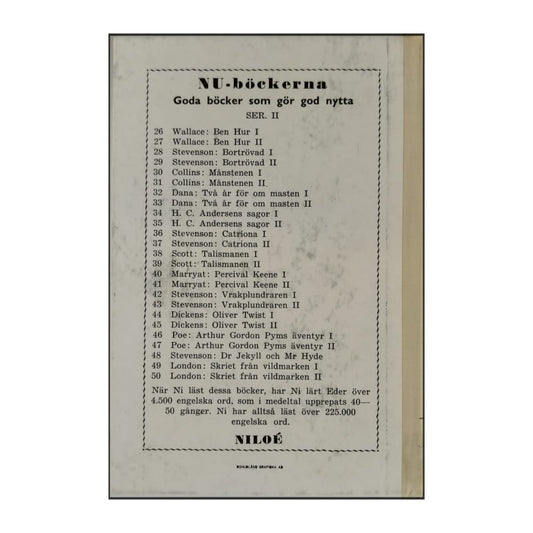 NU-böckerna
Goda böcker som gör god nytta
SER. II
26 Wallace: Ben Hur I
27 Wallace: Ben Hur II
28 Stevenson: Bortrövad I
29 Stevenson: Bortrövad II
30 Collins: Månstenen I
31 Collins: Månstenen II
32 Dana: Två år för om masten I
33 Dana: Två år för om masten II
34 H. C. Andersens sagor I
35 H. C. Andersens sagor II
36 Stevenson: Catriona I
37 Stevenson: Catriona II
38 Scott: Talismanen I
39 Scott: Talismanen II
40 Marryat: Percival Keene I
41 Marryat: Percival Keene II
42 Stevenson: Vrakplundraren I
43 Stevenson: Vrakplundraren II
44 Dickens: Oliver Twist I
45 Dickens: Oliver Twist II
46 Poe: Arthur Gordon Pyms äventyr I
47 Poe: Arthur Gordon Pyms äventyr II
48 Stevenson: Dr Jekyll och Mr Hyde
49 London: Skriet från vildmarken I
50 London: Skriet från vildmarken II
När Ni läst dessa böcker, har Ni lärt Eder över
4.500 engelska ord, som i medeltal upprepats 40—
50 gånger. Ni har alltså läst över 225.000
engelska ord.
NILOÉ
BOHUSLÄNS GRAFISKA AB